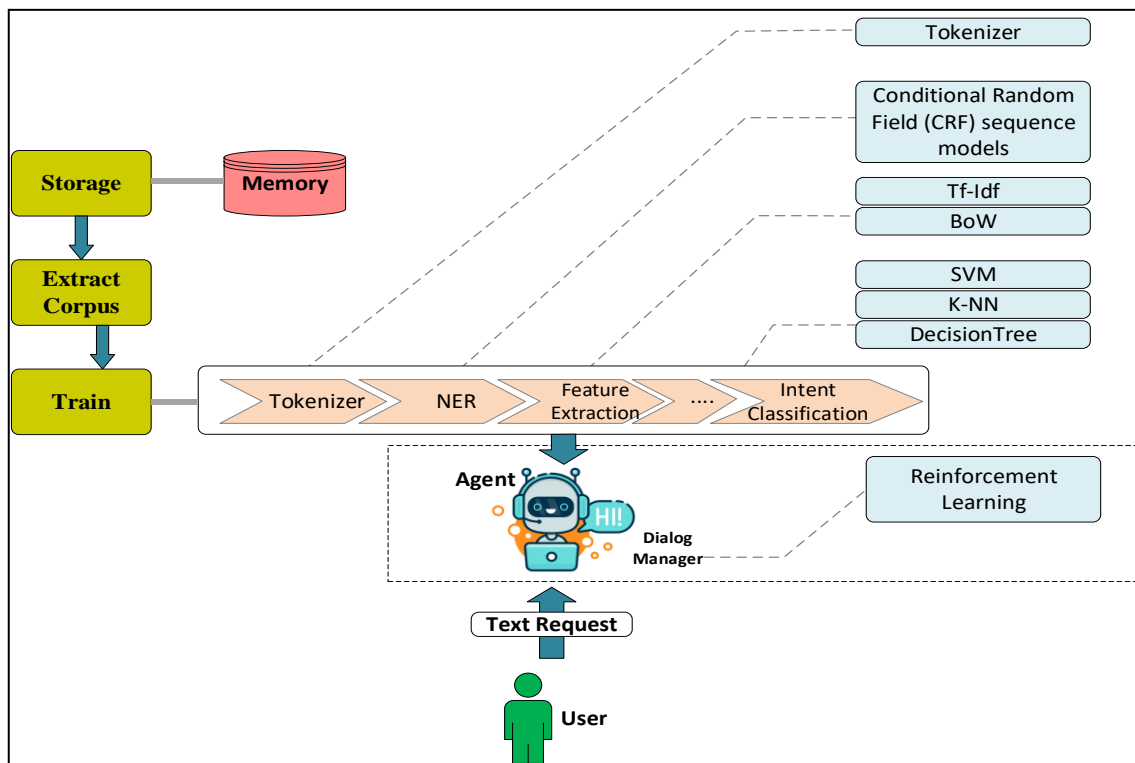 Tokenizer
Conditional Random
Field (CRF) sequence
models
Tf-Idf
BoW
SVM
K-NN
DecisionTree
Storage
Memory
Extract
Corpus
Train
Tokenizer
NER
Feature
Extraction
....
Intent
Classification
Agent
HI!
Dialog
Manager
Reinforcement
Learning
Text Request
User